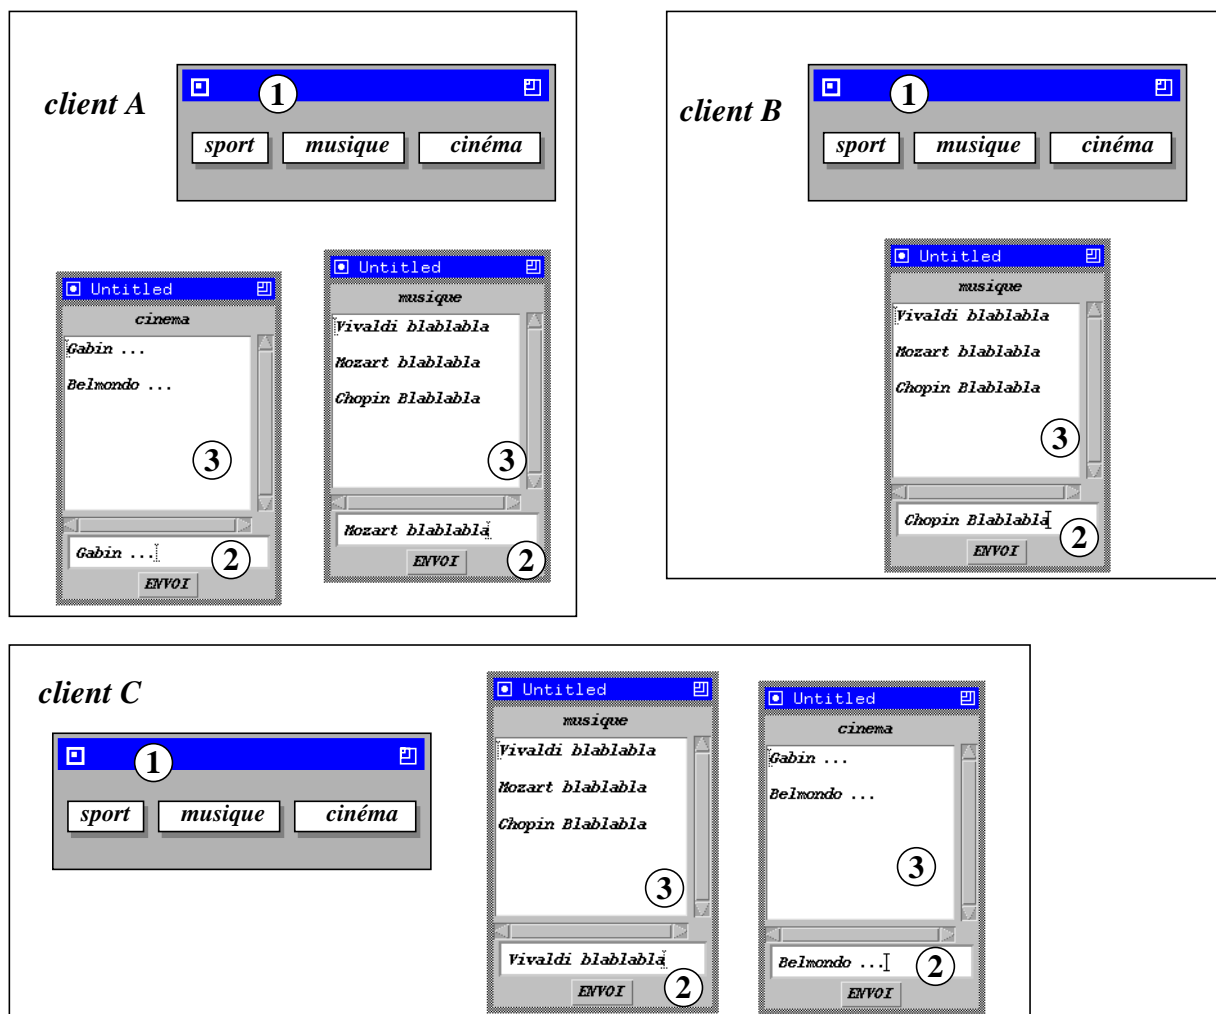 client A
1
sport musique cinéma
Untitled
cinema
Gabin ...
Belmondo ...
3
Gabin ...
2
ENVOI
Untitled
musique
Vivaldi blablabla
Mozart blablabla
Chopin Blablabla
3
Mozart blablabla
ENVOI
2
client B
1
sport musique cinéma
Untitled
musique
Vivaldi blablabla
Mozart blablabla
Chopin Blablabla
3
Chopin Blablabla
2
ENVOI
client C
1
sport musique cinéma
Untitled
musique
Vivaldi blablabla
Mozart blablabla
Chopin Blablabla
3
Vivaldi blablabla
2
ENVOI
Untitled
cinema
Gabin ...
Belmondo ...
3
Belmondo ...
2
ENVOI